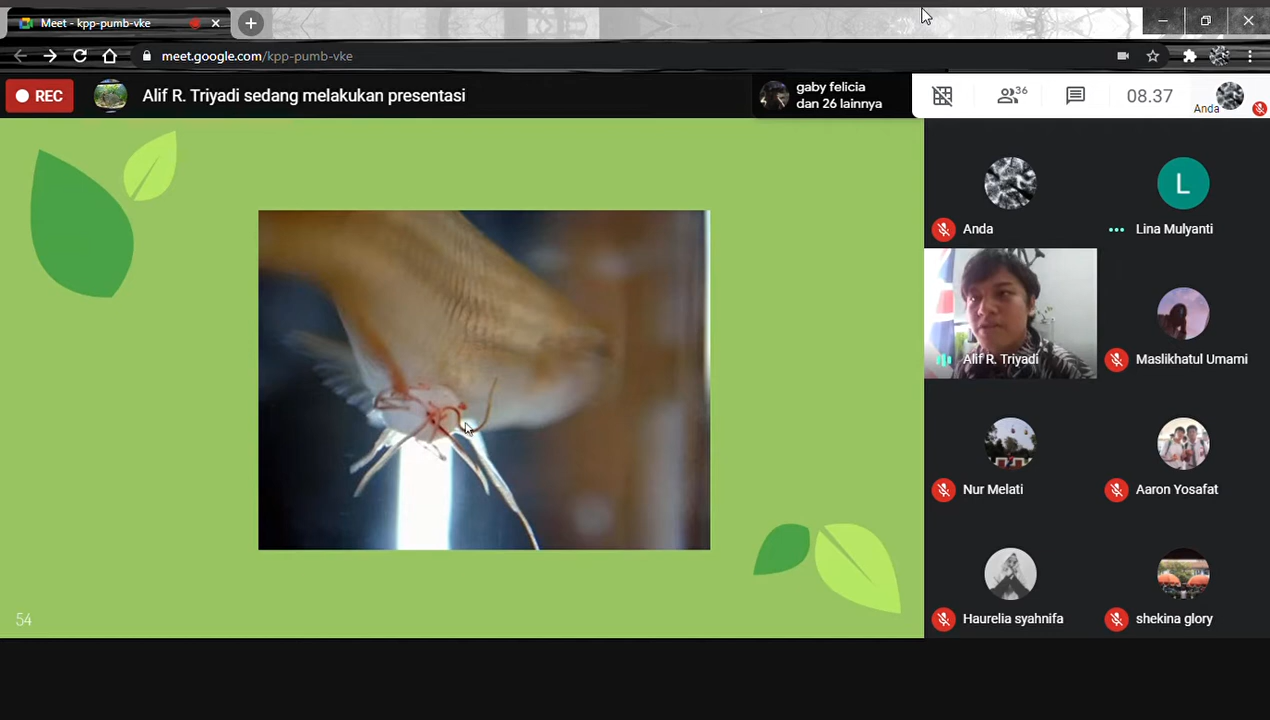 Meet - kpp-pumb-vke
meet.google.com/kpp-pumb-vke
REC
Alif R. Triyadi sedang melakukan presentasi
gaby felicia
dan 26 lainnya
36
08.37
Anda
Anda
L
Lina Mulyanti
Alif R. Triyadi
Maslikhatul Umami
Nur Melati
Aaron Yosafat
Haurelia syahnifa
shekina glory
54